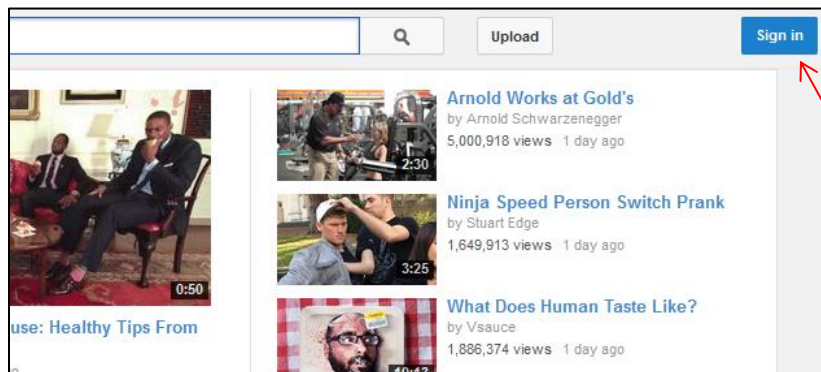 Upload
Sign in
0:50
use: Healthy Tips From
2:30
Arnold Works at Gold's
by Arnold Schwarzenegger
5,000,918 views 1 day ago
3:25
Ninja Speed Person Switch Prank
by Stuart Edge
1,649,913 views 1 day ago
What Does Human Taste Like?
by Vsauce
1,886,374 views 1 day ago